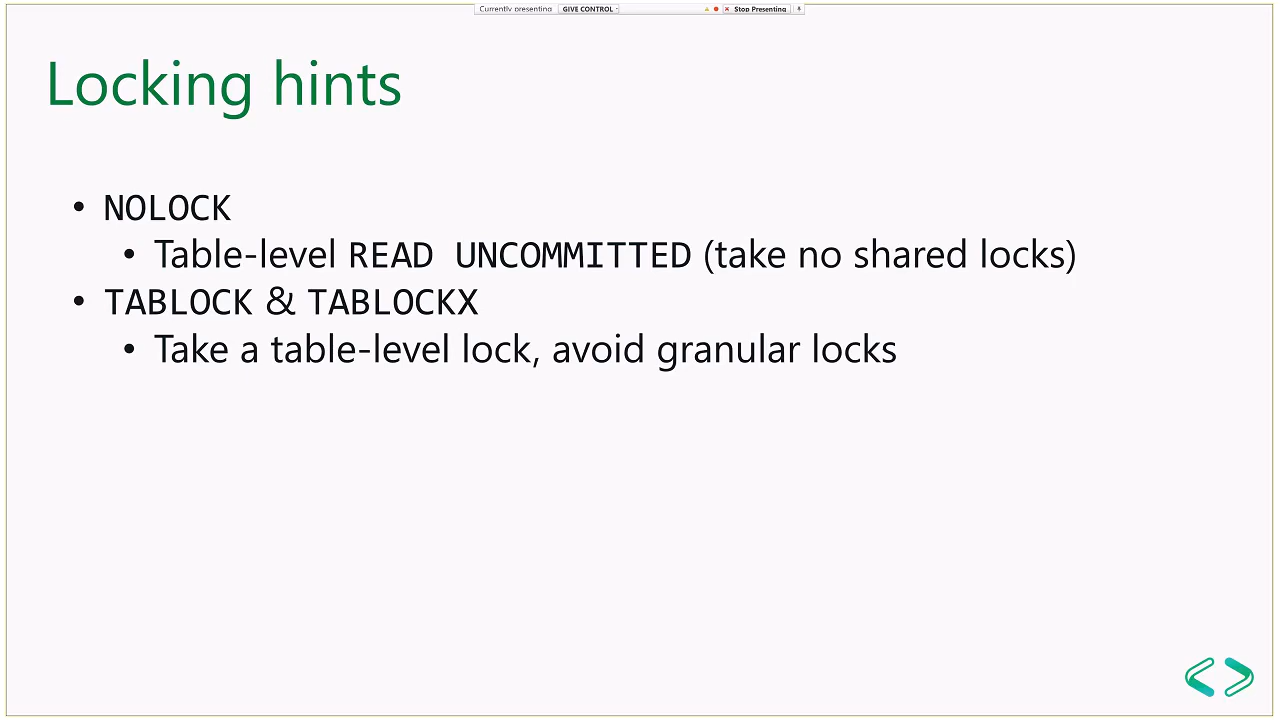 Currently presenting GIVE CONTROL Stop Presenting
Locking hints
• NOLOCK
• Table-level READ UNCOMMITTED (take no shared locks)
• TABLOCK & TABLOCKX
• Take a table-level lock, avoid granular locks